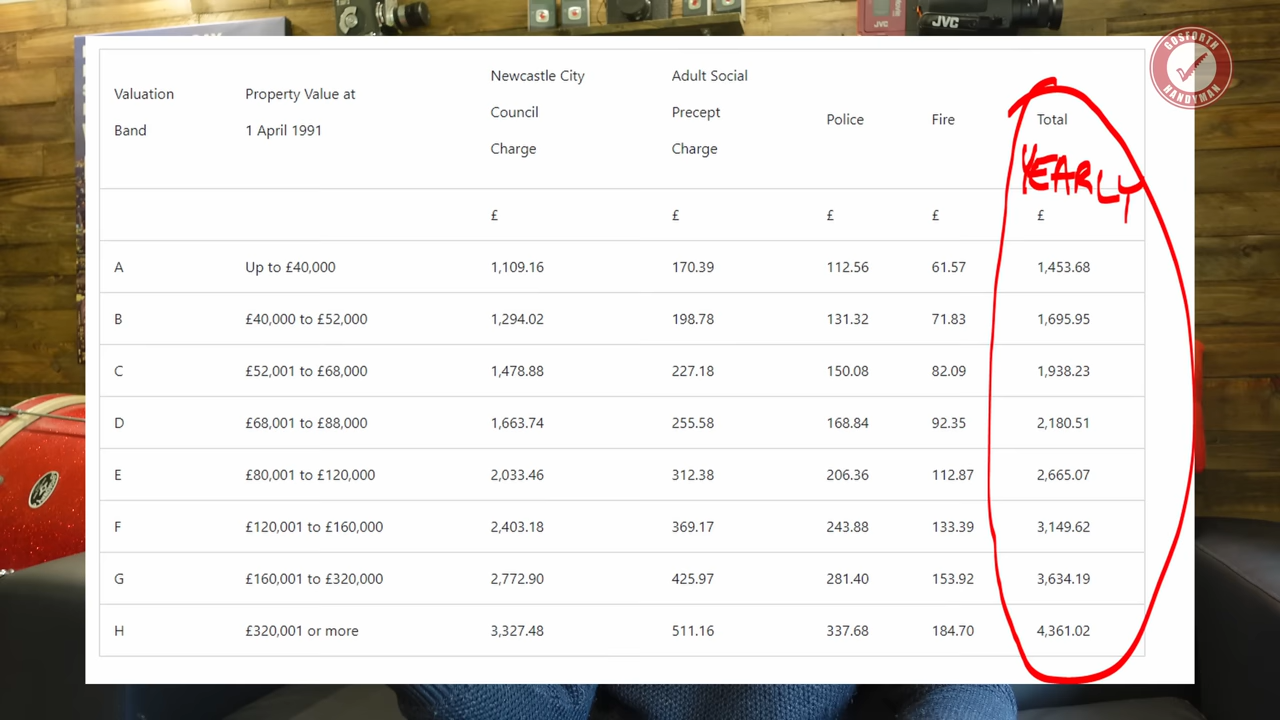 JVC
JVC
GOSFORTH
HANDYMAN
Valuation Band
Property Value at 1 April 1991
Newcastle City Council Charge
Adult Social Precept Charge
Police
Fire
Total
YEARLY
£ £ £ £ £
A Up to £40,000 1,109.16 170.39 112.56 61.57 1,453.68
B £40,000 to £52,000 1,294.02 198.78 131.32 71.83 1,695.95
C £52,001 to £68,000 1,478.88 227.18 150.08 82.09 1,938.23
D £68,001 to £88,000 1,663.74 255.58 168.84 92.35 2,180.51
E £80,001 to £120,000 2,033.46 312.38 206.36 112.87 2,665.07
F £120,001 to £160,000 2,403.18 369.17 243.88 133.39 3,149.62
G £160,001 to £320,000 2,772.90 425.97 281.40 153.92 3,634.19
H £320,001 or more 3,327.48 511.16 337.68 184.70 4,361.02